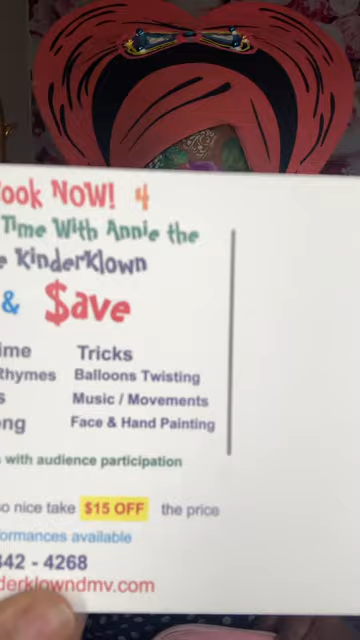 ook NOW! 4
Time With Annie the
e KinderKlown
& $ave
ime Tricks
Rhymes Balloons Twisting
s Music / Movements
ng Face & Hand Painting
with audience participation
o nice take $15 OFF the price
ormances available
342 - 4268
derklowndmv.com